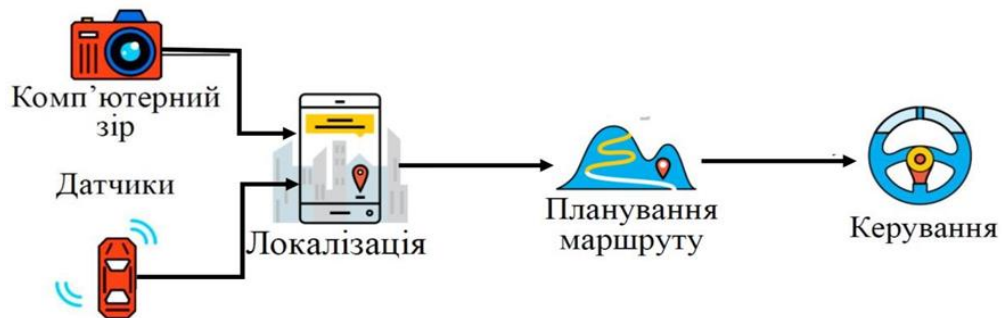 Комп’ютерний
зір
Датчики
Локалізація
Планування
маршруту
Керування